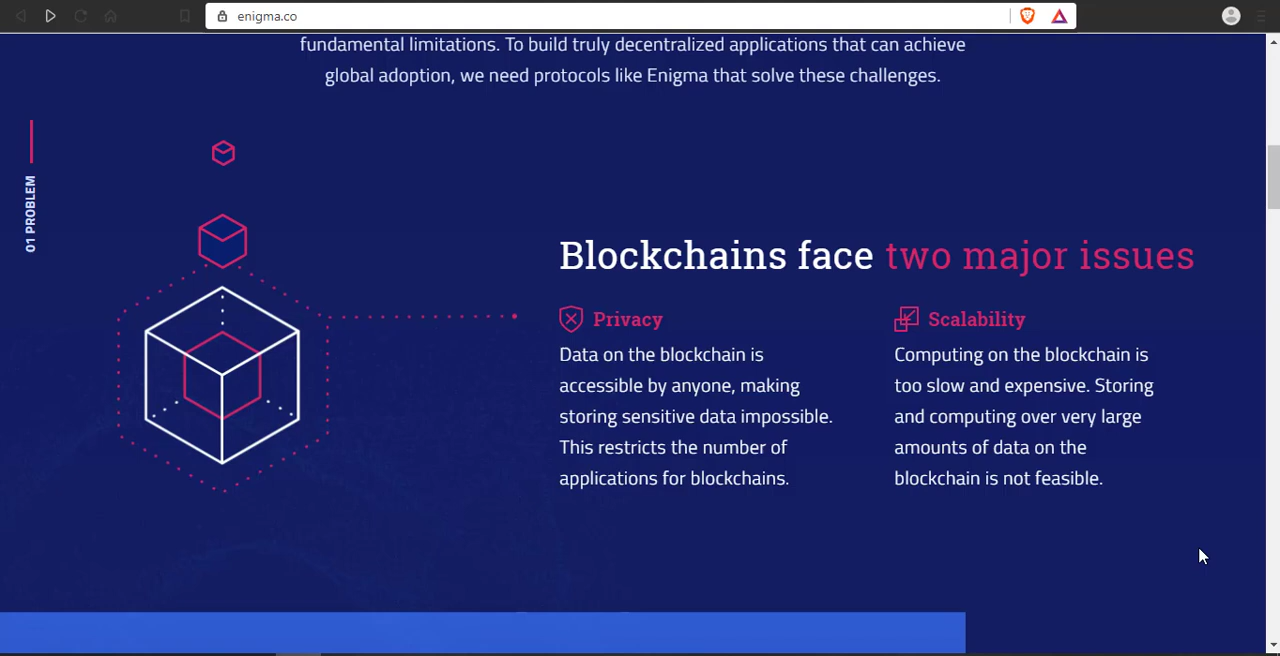 enigma.co
fundamental limitations. To build truly decentralized applications that can achieve
global adoption, we need protocols like Enigma that solve these challenges.
01 PROBLEM
Blockchains face two major issues
Privacy
Data on the blockchain is
accessible by anyone, making
storing sensitive data impossible.
This restricts the number of
applications for blockchains.
Scalability
Computing on the blockchain is
too slow and expensive. Storing
and computing over very large
amounts of data on the
blockchain is not feasible.